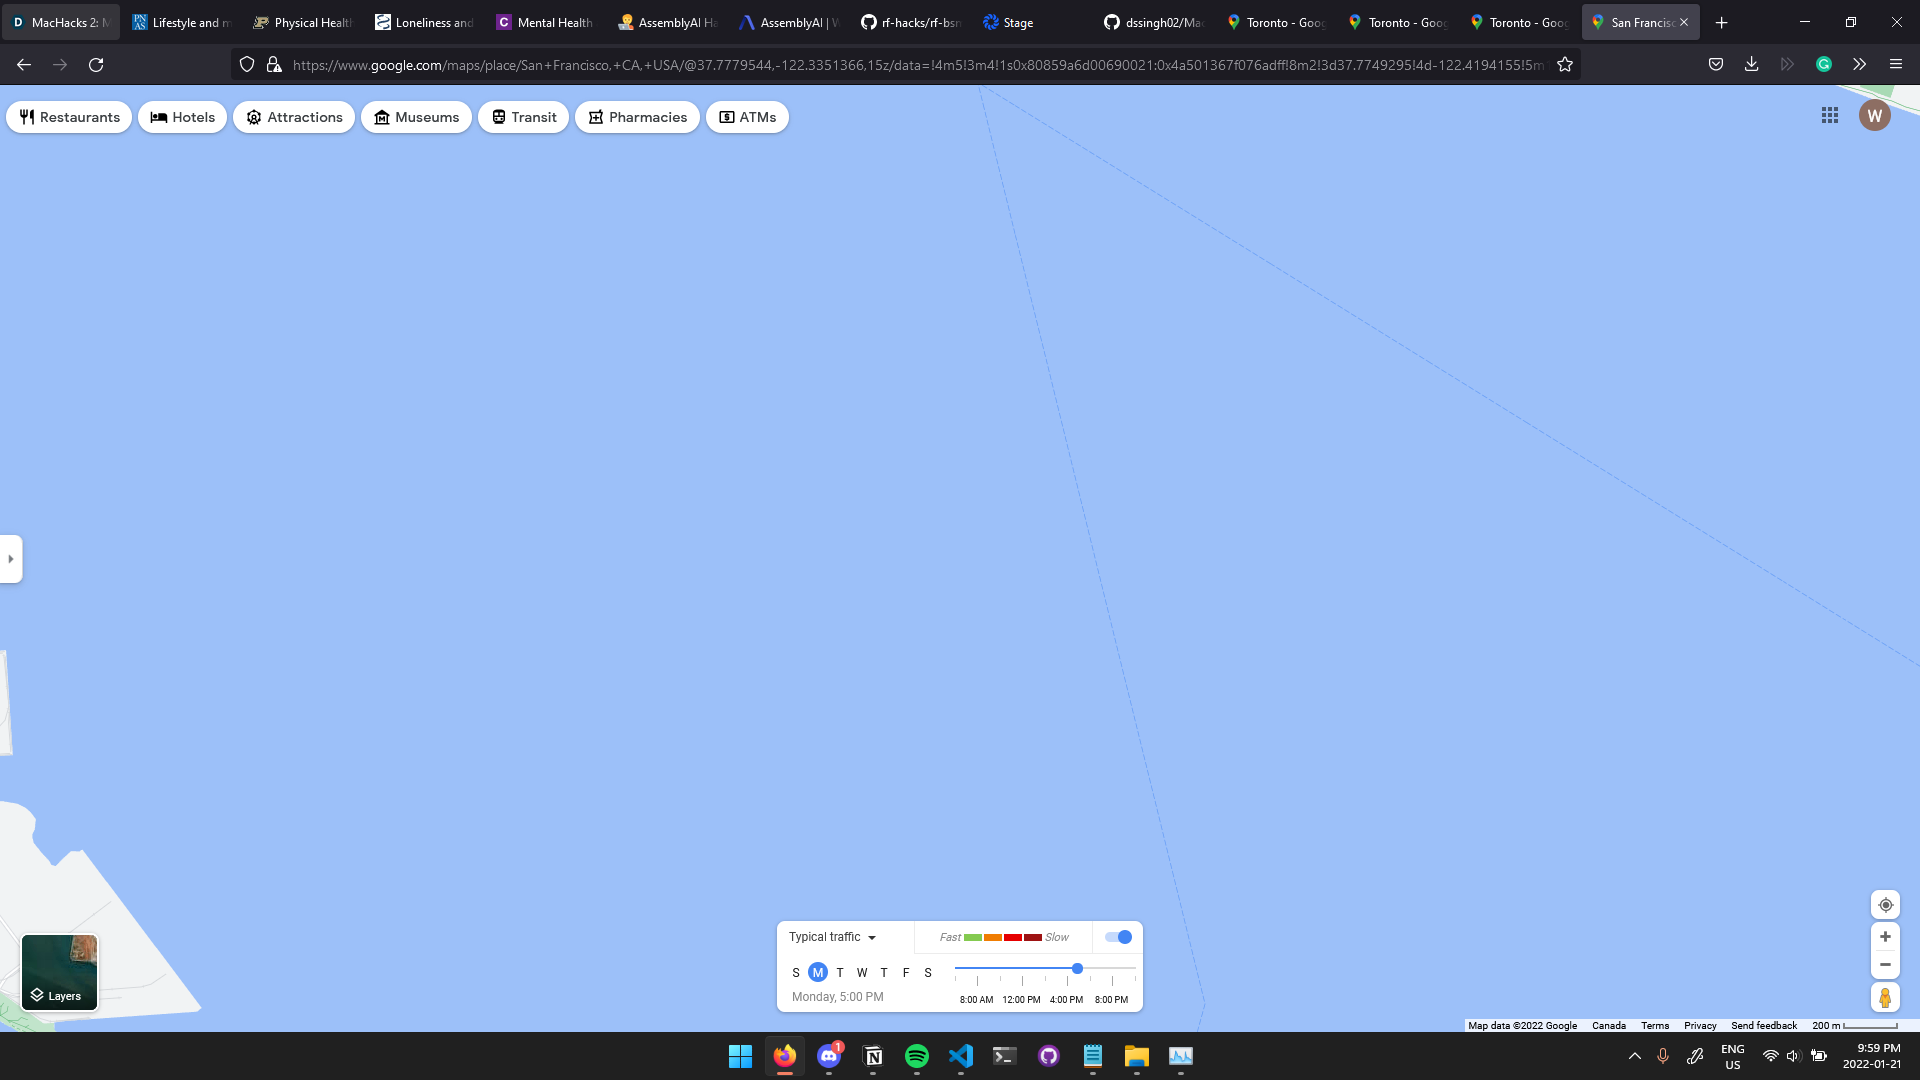 MacHacks 2: M
Lifestyle and m
Physical Health
Loneliness and
Mental Health
AssemblyAI Ha
AssemblyAI | W
rf-hacks/rf-bsn
Stage
dssingh02/Mac
Toronto - Goog
Toronto - Goog
Toronto - Goog
San Francisc
https://www.google.com/maps/place/San+Francisco,+CA,+USA/@37.7779544,-122.3351366,15z/data=!4m5!3m4!1s0x80859a6d00690021:0x4a501367f076adff!8m2!3d37.7749295!4d-122.4194155!5m1
Restaurants
Hotels
Attractions
Museums
Transit
Pharmacies
ATMs
W
Layers
Typical traffic
Fast
Slow
S M T W T F S
Monday, 5:00 PM
8:00 AM 12:00 PM 4:00 PM 8:00 PM
Map data ©2022 Google Canada Terms Privacy Send feedback 200 m
1
ENG
US
9:59 PM
2022-01-21